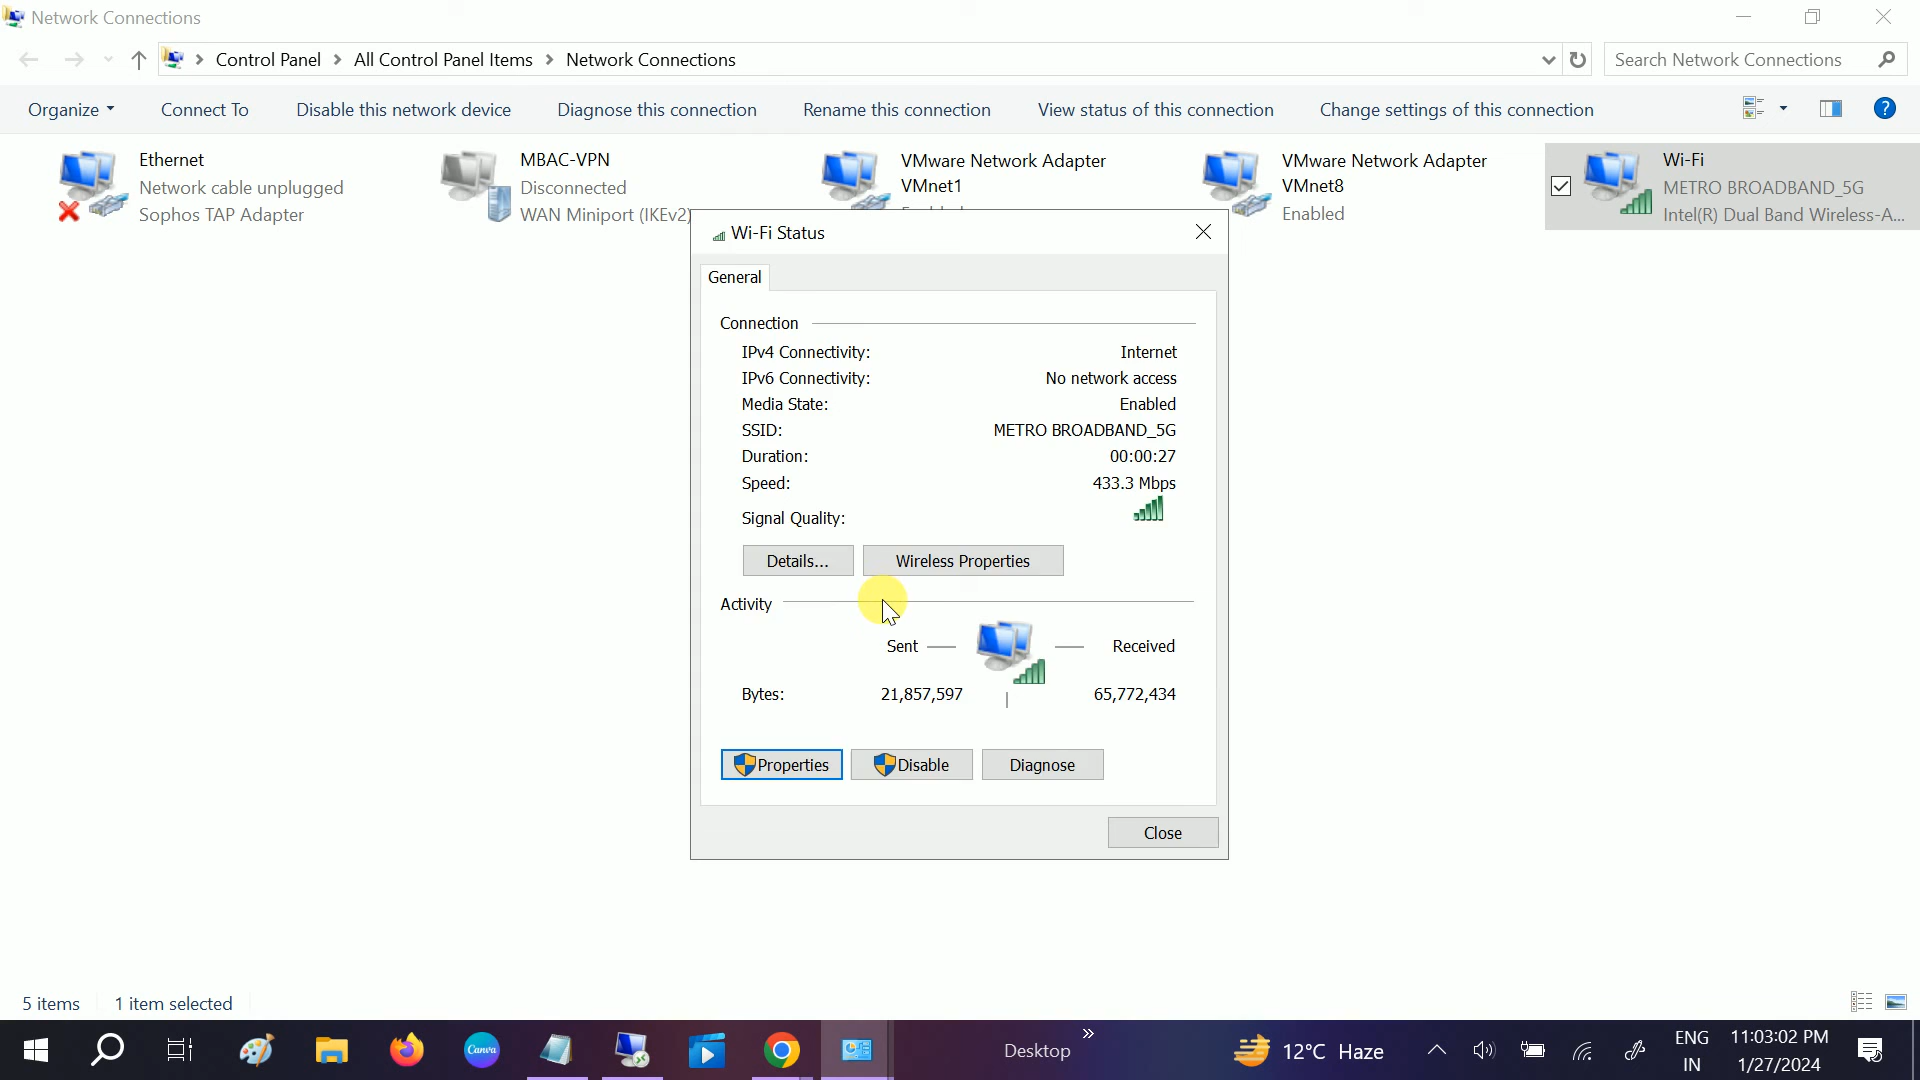 Network Connections
Control Panel
All Control Panel Items
Network Connections
Search Network Connections
Organize
Connect To
Disable this network device
Diagnose this connection
Rename this connection
View status of this connection
Change settings of this connection
Ethernet
Network cable unplugged
Sophos TAP Adapter
MBAC-VPN
Disconnected
WAN Miniport (IKEv2)
VMware Network Adapter
VMnet1
VMware Network Adapter
VMnet8
Enabled
Wi-Fi
METRO BROADBAND_5G
Intel(R) Dual Band Wireless-A...
Wi-Fi Status
General
Connection
IPv4 Connectivity: Internet
IPv6 Connectivity: No network access
Media State: Enabled
SSID: METRO BROADBAND_5G
Duration: 00:00:27
Speed: 433.3 Mbps
Signal Quality:
Details... Wireless Properties
Activity
Sent Received
Bytes: 21,857,597 65,772,434
Properties Disable Diagnose
Close
5 items 1 item selected
Canva
Desktop
12°C Haze
ENG
IN
11:03:02 PM
1/27/2024